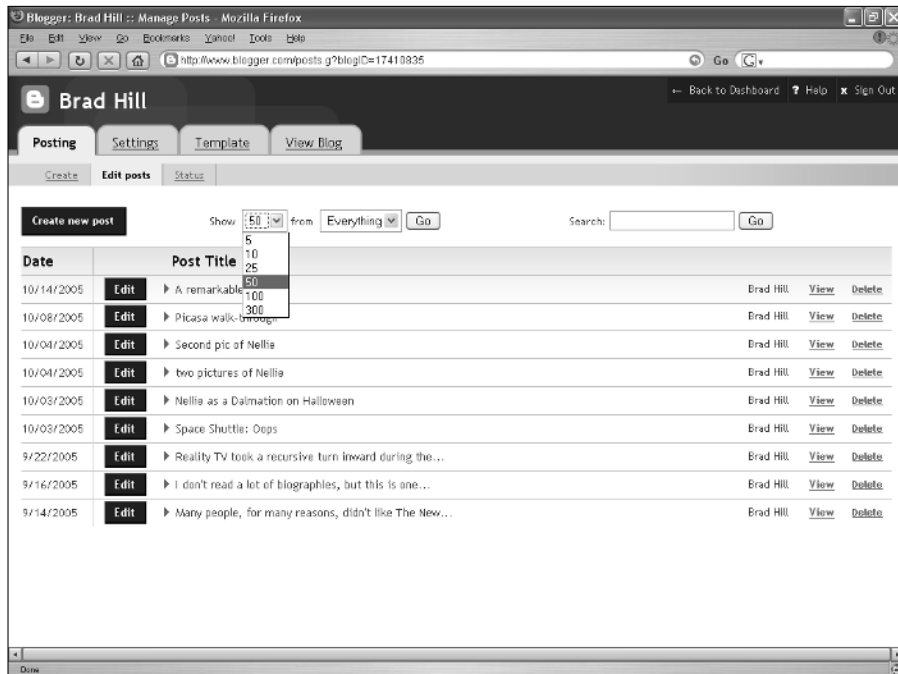 Blogger: Brad Hill :: Manage Posts - Mozilla Firefox
File Edit View Go Bookmarks Yahoo! Tools Help
http://www.blogger.com/posts.g?blogID=17410835 Go
Brad Hill
← Back to Dashboard ? Help x Sign Out
Posting Settings Template View Blog
Create Edit posts Status
Create new post Show 50 from Everything Go Search: Go
5
10
25
50
100
300
Date Post Title
10/14/2005 Edit A remarkable Brad Hill View Delete
10/08/2005 Edit Picasa walk-through Brad Hill View Delete
10/04/2005 Edit Second pic of Nellie Brad Hill View Delete
10/04/2005 Edit two pictures of Nellie Brad Hill View Delete
10/03/2005 Edit Nellie as a Dalmation on Halloween Brad Hill View Delete
10/03/2005 Edit Space Shuttle: Oops Brad Hill View Delete
9/22/2005 Edit Reality TV took a recursive turn inward during the... Brad Hill View Delete
9/16/2005 Edit I don't read a lot of biographies, but this is one... Brad Hill View Delete
9/14/2005 Edit Many people, for many reasons, didn't like The New... Brad Hill View Delete
Done